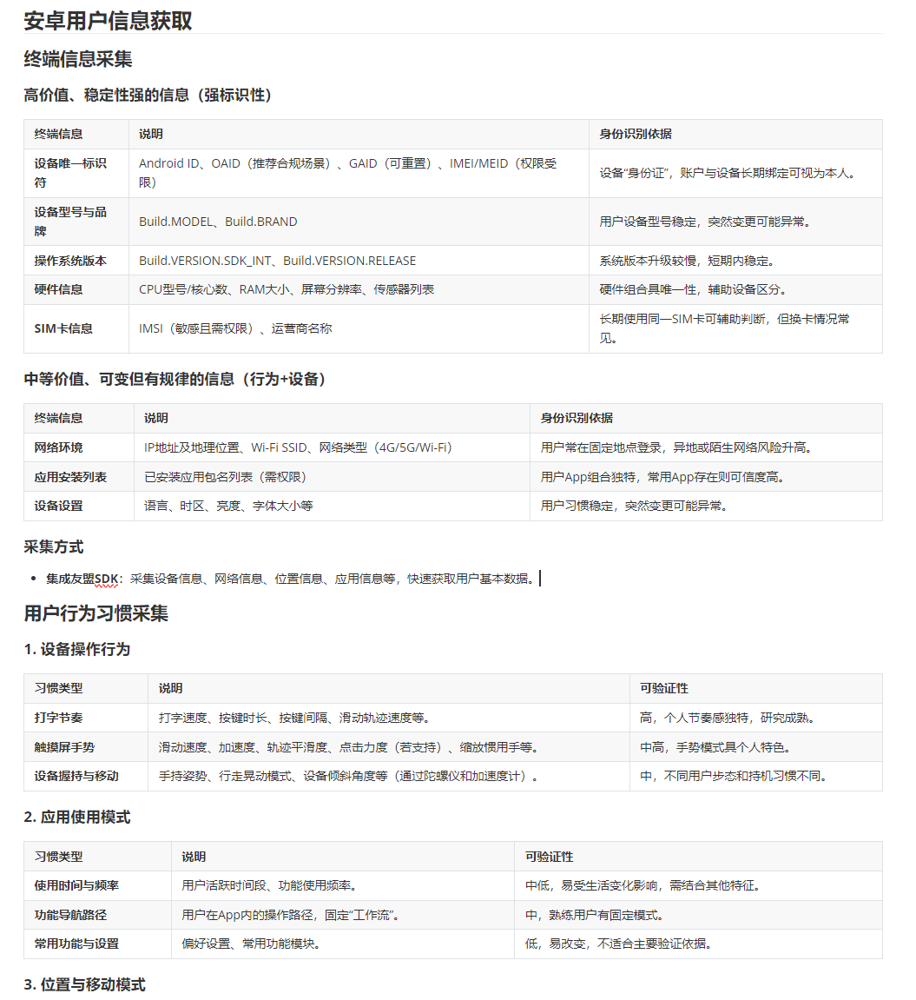 安卓用户信息获取
终端信息采集
高价值、稳定性强的信息（强标识性）
终端信息 说明 身份识别依据
设备唯一标识符 Android ID、OAID（推荐合规场景）、GAID（可重置）、IMEI/MEID（权限受限） 设备“身份证”，账户与设备长期绑定可视为本人。
设备型号与品牌 Build.MODEL、Build.BRAND 用户设备型号稳定，突然变更可能异常。
操作系统版本 Build.VERSION.SDK_INT、Build.VERSION.RELEASE 系统版本升级较慢，短期内稳定。
硬件信息 CPU型号/核心数、RAM大小、屏幕分辨率、传感器列表 硬件组合具唯一性，辅助设备区分。
SIM卡信息 IMSI（敏感且需权限）、运营商名称 长期使用同一SIM卡可辅助判断，但换卡情况常见。
中等价值、可变但有规律的信息（行为+设备）
终端信息 说明 身份识别依据
网络环境 IP地址及地理位置、Wi-Fi SSID、网络类型（4G/5G/Wi-Fi） 用户常在固定地点登录，异地或陌生网络风险升高。
应用安装列表 已安装应用包名列表（需权限） 用户App组合独特，常用App存在则可信度高。
设备设置 语言、时区、亮度、字体大小等 用户习惯稳定，突然变更可能异常。
采集方式
• 集成友盟SDK：采集设备信息、网络信息、位置信息、应用信息等，快速获取用户基本数据。
用户行为习惯采集
1. 设备操作行为
习惯类型 说明 可验证性
打字节奏 打字速度、按键时长、按键间隔、滑动轨迹速度等。 高，个人节奏感独特，研究成熟。
触摸屏手势 滑动速度、加速度、轨迹平滑度、点击力度（若支持）、缩放惯用手等。 中高，手势模式具个人特色。
设备握持与移动 手持姿势、行走晃动模式、设备倾斜角度等（通过陀螺仪和加速度计）。 中，不同用户步态和持机习惯不同。
2. 应用使用模式
习惯类型 说明 可验证性
使用时间与频率 用户活跃时间段、功能使用频率。 中低，易受生活变化影响，需结合其他特征。
功能导航路径 用户在App内的操作路径，固定“工作流”。 中，熟练用户有固定模式。
常用功能与设置 偏好设置、常用功能模块。 低，易改变，不适合主要验证依据。
3. 位置与移动模式